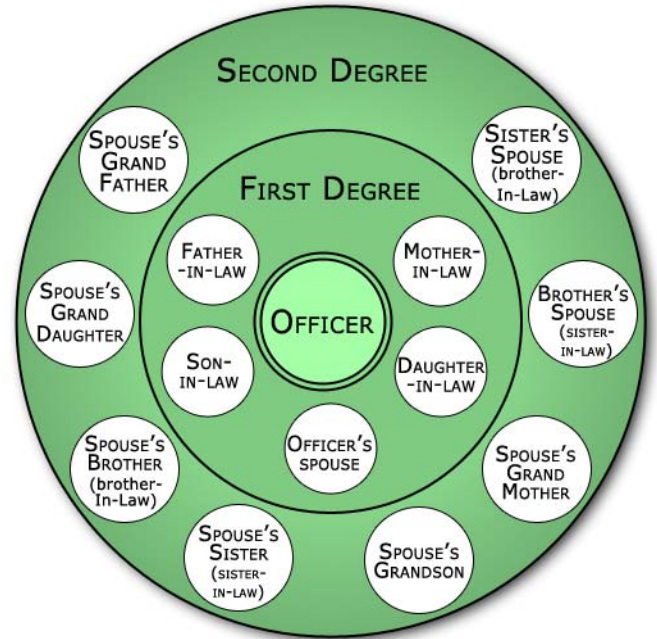 SECOND DEGREE
SPOUSE'S
GRAND
FATHER
SISTER'S
SPOUSE
(brother-
In-Law)
FIRST DEGREE
FATHER
-IN-LAW
MOTHER-
IN-LAW
OFFICER
SPOUSE'S
GRAND
DAUGHTER
BROTHER'S
SPOUSE
(SISTER-
IN-LAW)
SON-
IN-LAW
DAUGHTER
-IN-LAW
OFFICER'S
SPOUSE
SPOUSE'S
BROTHER
(brother-
In-Law)
SPOUSE'S
GRAND
MOTHER
SPOUSE'S
SISTER
(SISTER-
IN-LAW)
SPOUSE'S
GRANDSON